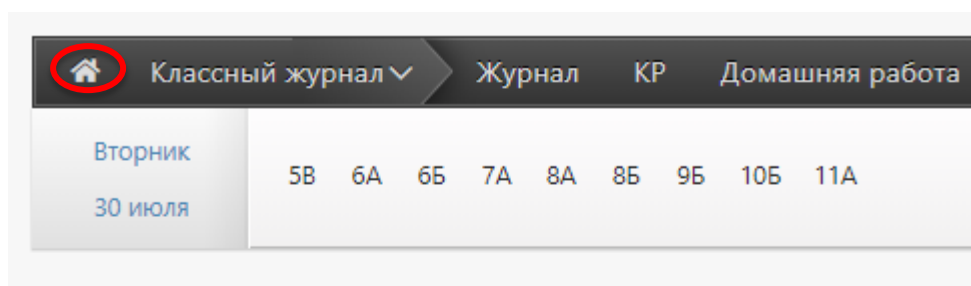 Классный журнал Журнал КР Домашняя работа
Вторник
30 июля
5В 6А 6Б 7А 8А 8Б 9Б 10Б 11А